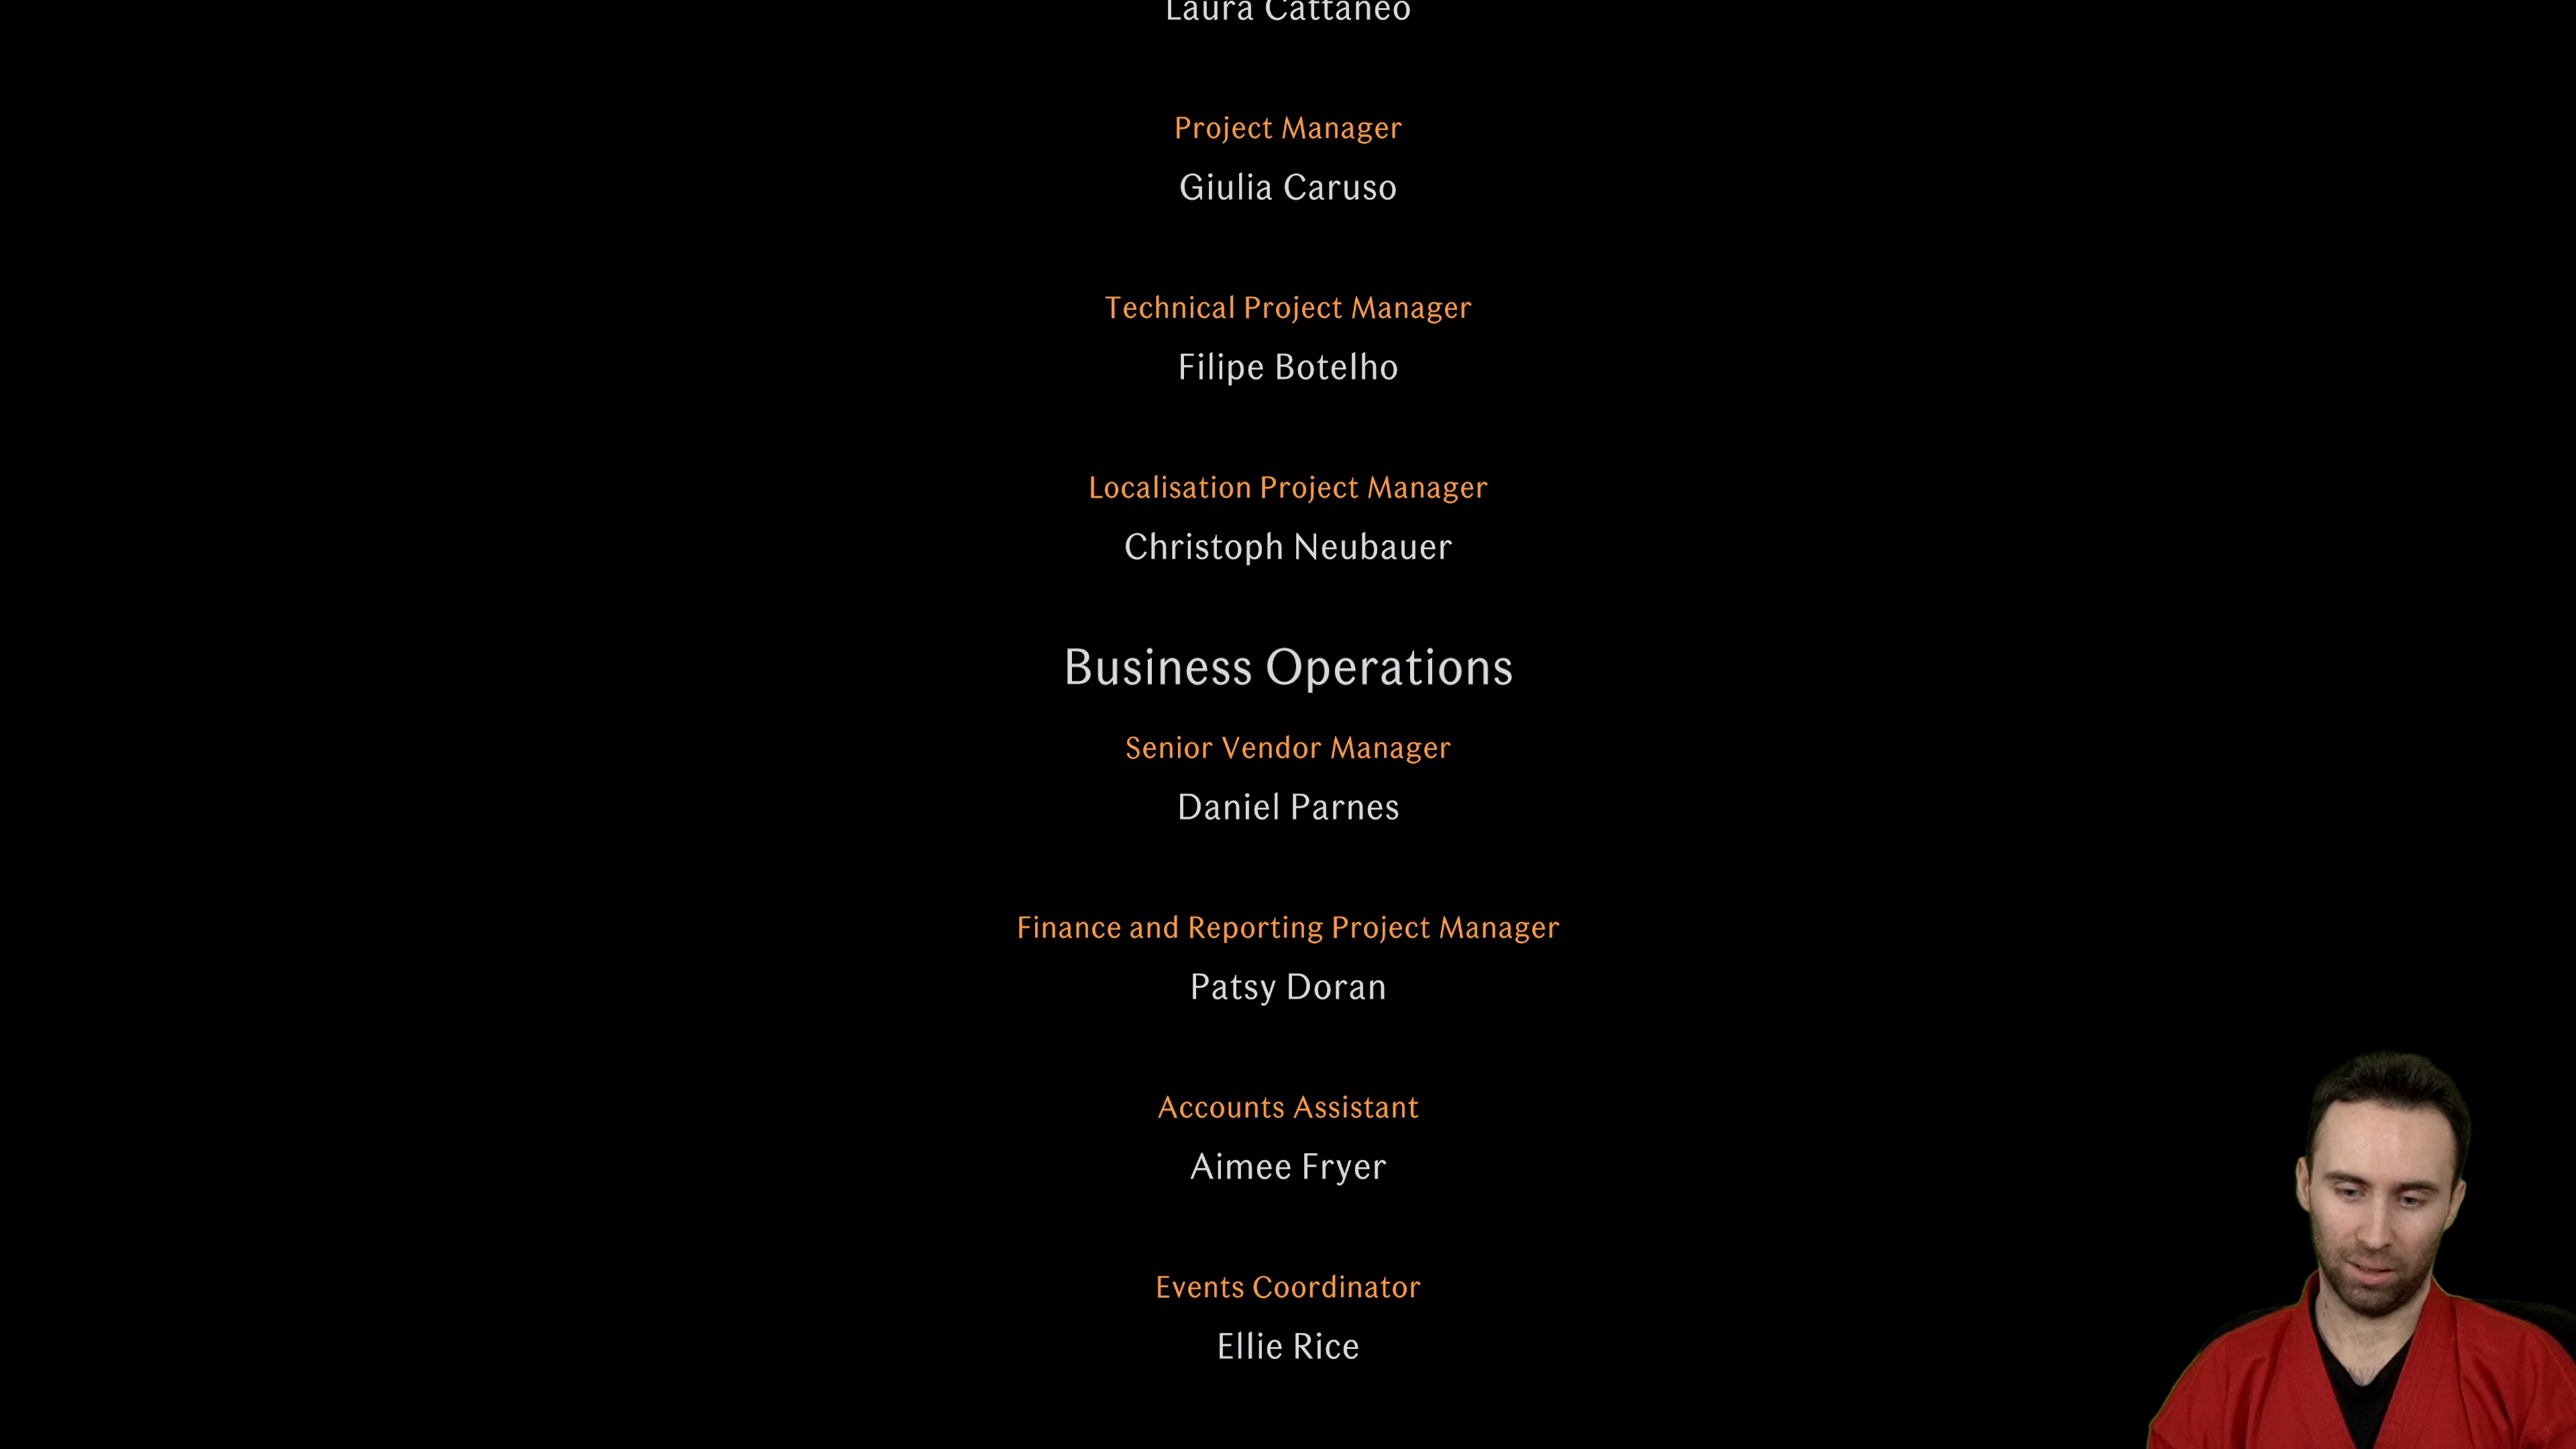 Laura Cattaneo
Project Manager
Giulia Caruso
Technical Project Manager
Filipe Botelho
Localisation Project Manager
Christoph Neubauer
Business Operations
Senior Vendor Manager
Daniel Parnes
Finance and Reporting Project Manager
Patsy Doran
Accounts Assistant
Aimee Fryer
Events Coordinator
Ellie Rice